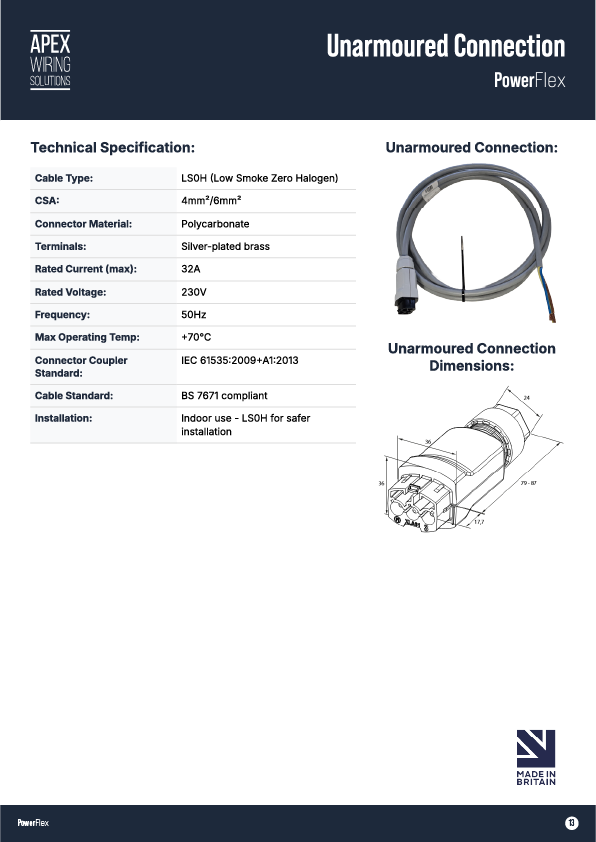 APEX
WIRING
SOLUTIONS
Unarmoured Connection
PowerFlex
Technical Specification:
Cable Type: LS0H (Low Smoke Zero Halogen)
CSA: 4mm²/6mm²
Connector Material: Polycarbonate
Terminals: Silver-plated brass
Rated Current (max): 32A
Rated Voltage: 230V
Frequency: 50Hz
Max Operating Temp: +70°C
Connector Coupler IEC 61535:2009+A1:2013
Standard:
Cable Standard: BS 7671 compliant
Installation: Indoor use - LS0H for safer
installation
Unarmoured Connection:
Unarmoured Connection
Dimensions:
24
36
36
79 - 87
17,7
MADE IN
BRITAIN
PowerFlex
13